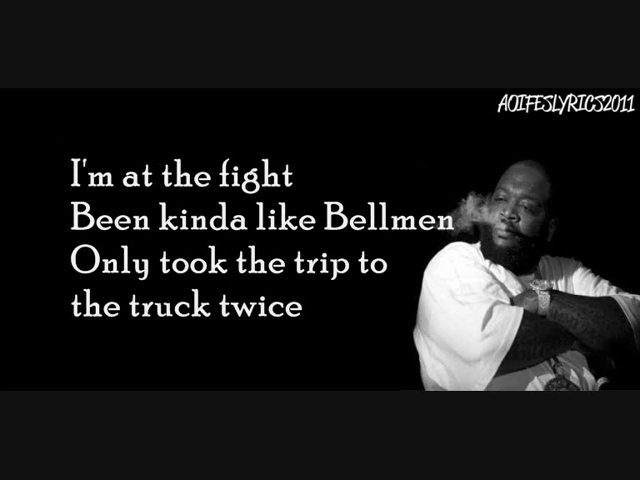 AOIFESLYRICS2011
I'm at the fight
Been kinda like Bellmen
Only took the trip to
the truck twice